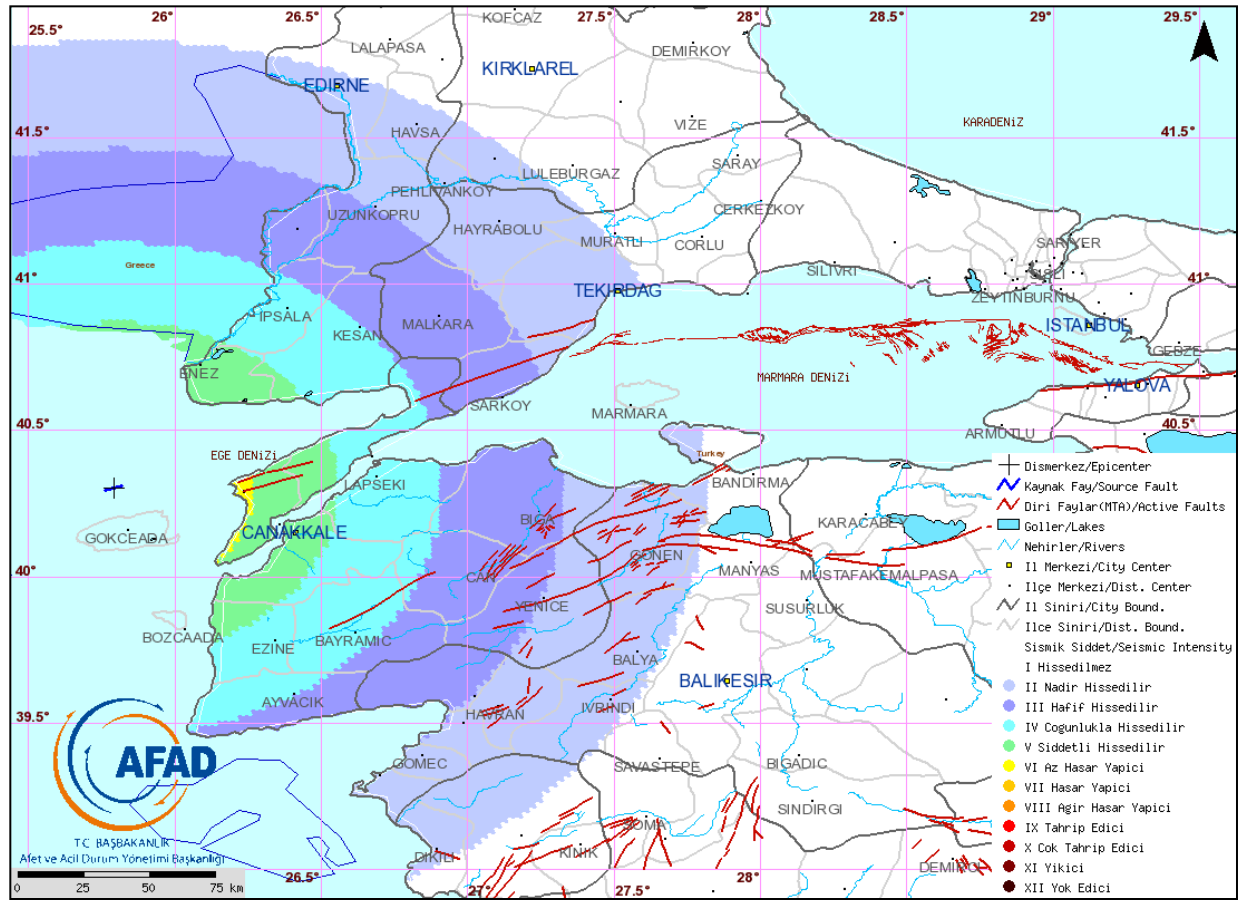 25.5°
26.5°
27.5°
28°
28.5°
29°
29.5°
KOFCAZ
LALAPASA
DEMIRKOY
KIRKLAREL
EDIRNE
VIZE
KARADENiZ
41.5°
HAVSA
41.5°
SARAY
LULEBURGAZ
PEHLIVANKOY
CERKEZKOY
UZUNKOPRU
HAYRABOLU
MURATLI
CORLU
SARIYER
Greece
41°
SILIVRI
SISLI
41°
TEKIRDAG
ZEYTINBURNU
IPSALA
MALKARA
ISTANBUL
KESAN
GEBZE
ENEZ
MARMARA DENiZi
YALOVA
SARKOY
MARMARA
40.5°
ARMUTLU
40.5°
EGE DENiZi
Turkey
LAPSEKI
BANDIRMA
BIGA
KARACABEY
CANAKKALE
GOKCEADA
GONEN
40°
CAN
MANYAS
MUSTAFAKEMALPASA
YENICE
SUSURLUK
BOZCAADA
EZINE
BAYRAMIC
BALYA
BALIKESIR
AYVACIK
39.5°
HAVRAN
IVRINDI
GOMEC
SAVASTEPE
BIGADIC
SINDIRGI
SOMA
DIKILI
KINIK
DEMIRCI
26.5°
27°
27.5°
28°
Dismerkez/Epicenter
Kaynak Fay/Source Fault
Diri Faylar(MTA)/Active Faults
Goller/Lakes
Nehirler/Rivers
Il Merkezi/City Center
Ilçe Merkezi/Dist. Center
Il Siniri/City Bound.
Ilce Siniri/Dist. Bound.
Sismik Siddet/Seismic Intensity
I Hissedilmez
II Nadir Hissedilir
III Hafif Hissedilir
IV Cogunlukla Hissedilir
V Siddetli Hissedilir
VI Az Hasar Yapici
VII Hasar Yapici
VIII Agir Hasar Yapici
IX Tahrip Edici
X Cok Tahrip Edici
XI Yikici
XII Yok Edici
AFAD
T.C. BAŞBAKANLIK
Afet ve Acil Durum Yönetimi Başkanlığı
0 25 50 75 km